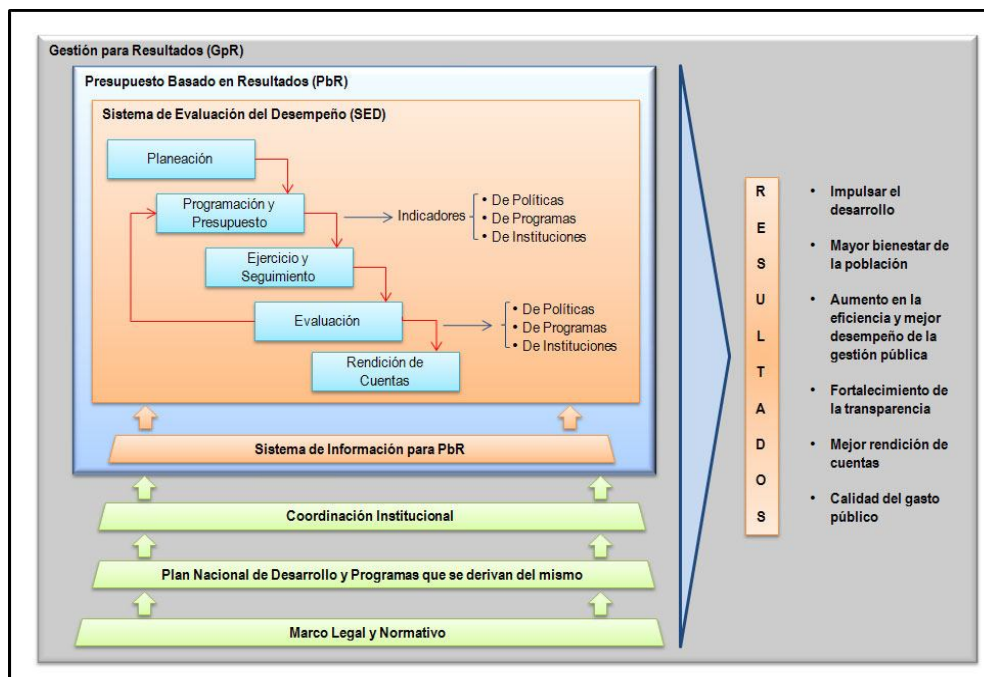 Gestión para Resultados (GpR)
Presupuesto Basado en Resultados (PbR)
Sistema de Evaluación del Desempeño (SED)
Planeación
Programación y
Presupuesto
Indicadores
• De Políticas
• De Programas
• De Instituciones
Ejercicio y
Seguimiento
Evaluación
• De Políticas
• De Programas
• De Instituciones
Rendición de
Cuentas
Sistema de Información para PbR
Coordinación Institucional
Plan Nacional de Desarrollo y Programas que se derivan del mismo
Marco Legal y Normativo
R
E
S
U
L
T
A
D
O
S
• Impulsar el
desarrollo
• Mayor bienestar de
la población
• Aumento en la
eficiencia y mejor
desempeño de la
gestión pública
• Fortalecimiento de
la transparencia
• Mejor rendición de
cuentas
• Calidad del gasto
público